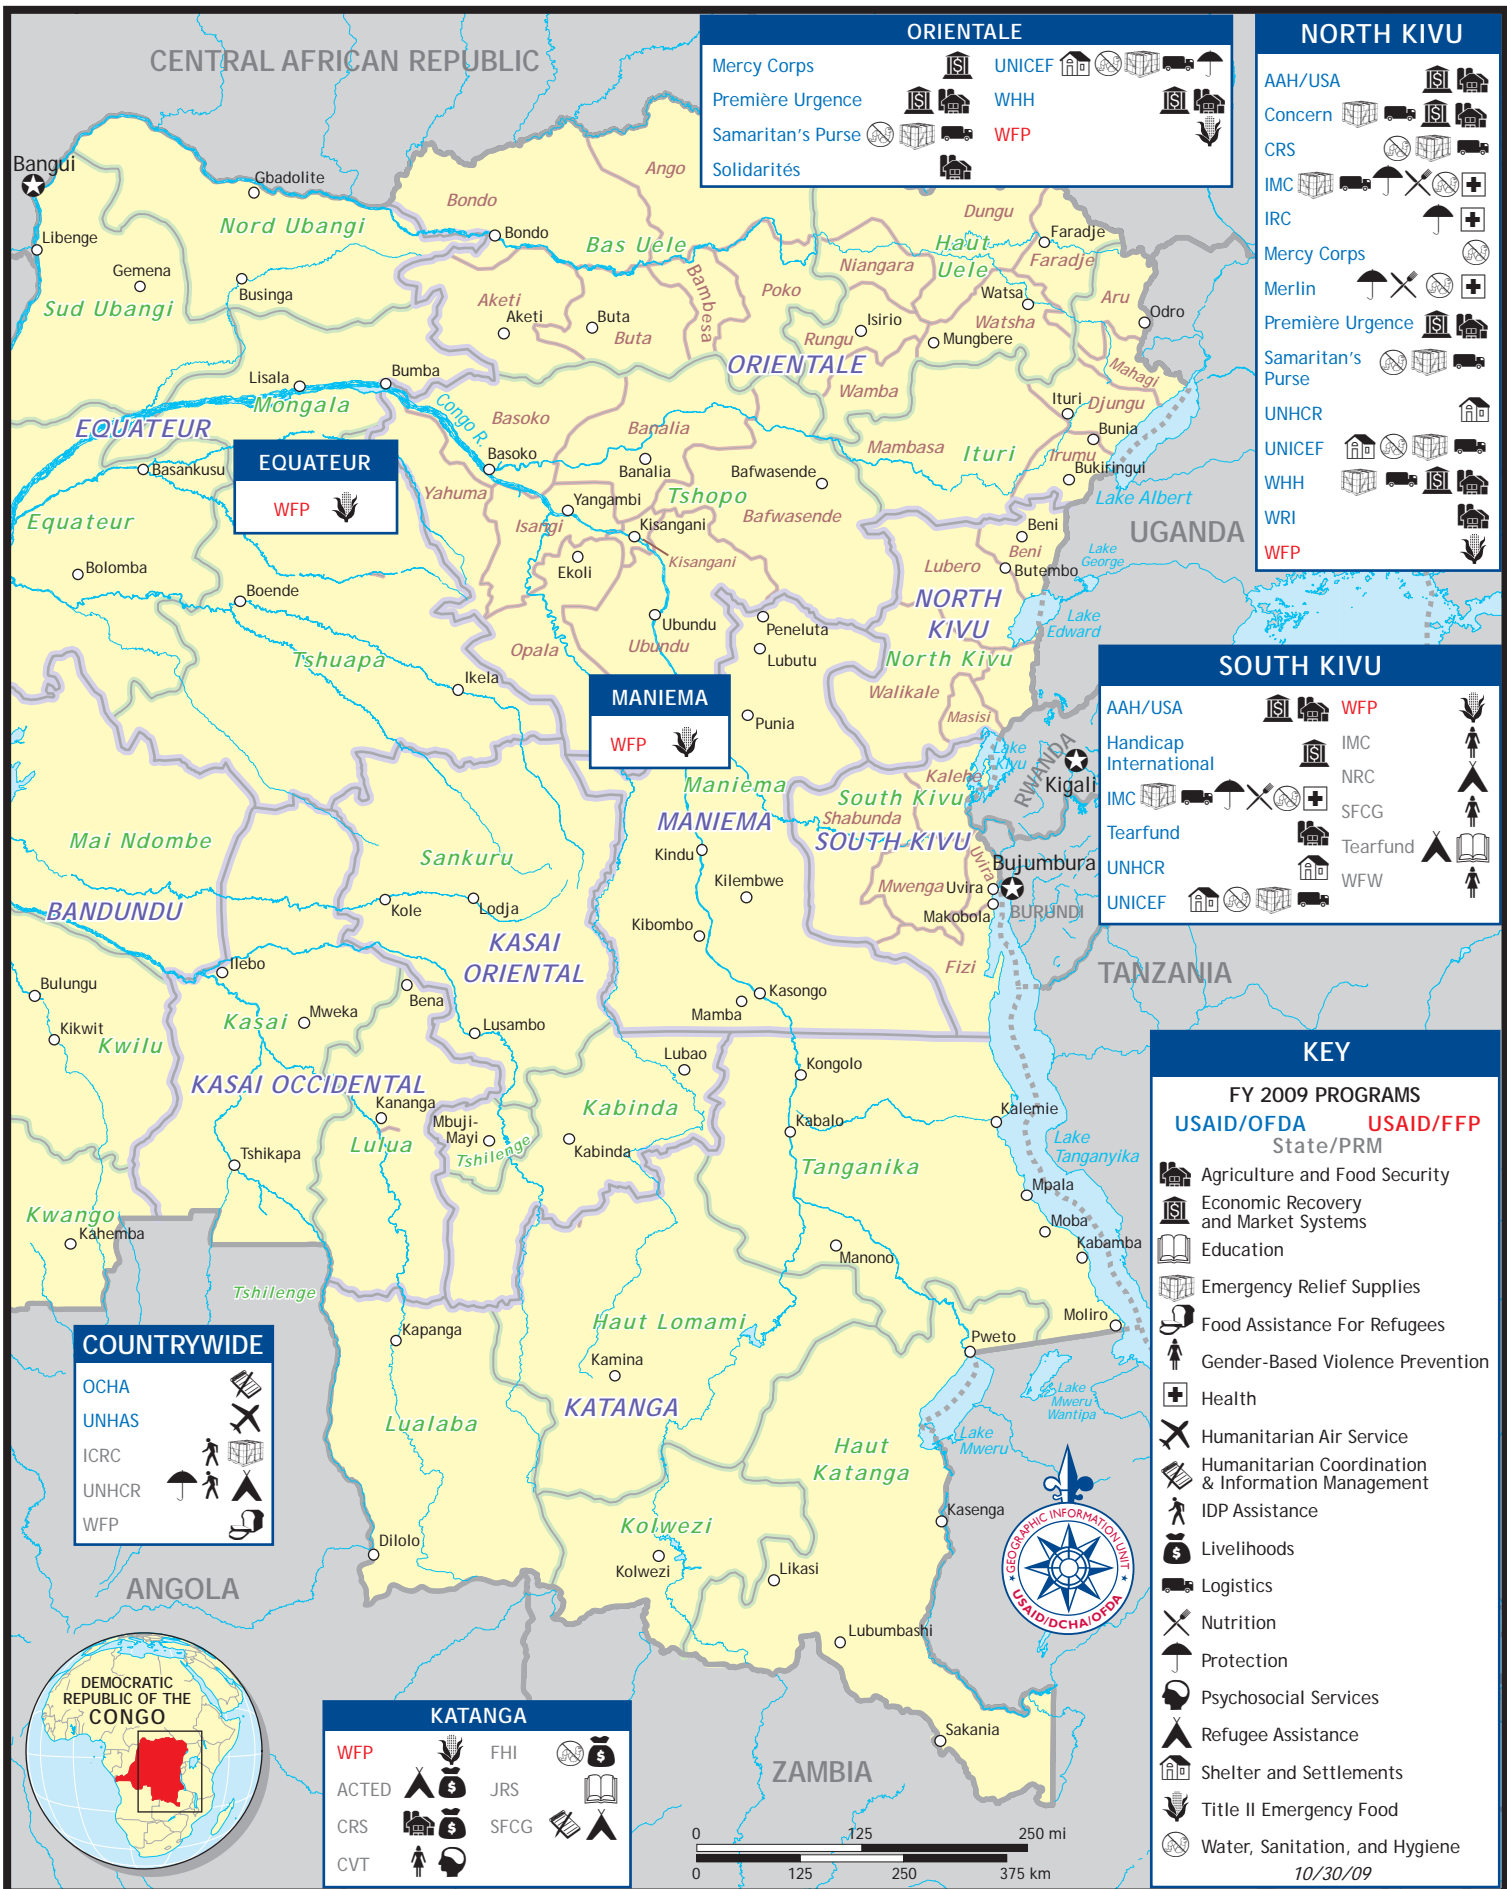 CENTRAL AFRICAN REPUBLIC
ORIENTALE
Mercy Corps
Première Urgence
Samaritan's Purse
Solidarités
UNICEF
WHH
WFP
NORTH KIVU
AAH/USA
Concern
CRS
IMC
IRC
Mercy Corps
Merlin
Première Urgence
Samaritan's
Purse
UNHCR
UNICEF
WHH
WRI
WFP
Bangui
Gbadolite
Libenge
Nord Ubangi
Gemena
Businga
Sud Ubangi
Bondo
Bondo
Ango
Bas Uele
Dungu
Haut
Uele
Faradje
Faradje
Niangara
Bambesa
Poko
Watsa
Aru
Odro
Aketi
Aketi
Buta
Buta
Isirio
Rungu
Watsha
Mungbere
ORIENTALE
Mahagi
Lisala
Bumba
Mongala
Congo R.
Wamba
Ituri
Djungu
Basoko
Banalia
EQUATEUR
Bunia
Mambasa
Ituri
Irumu
Basankusu
EQUATEUR
WFP
Basoko
Banalia
Bafwasende
Bukiringui
Yahuma
Tshopo
Lake Albert
Equateur
Yangambi
Isangi
Kisangani
Bafwasende
UGANDA
Beni
Beni
Lake
George
Bolomba
Ekoli
Kisangani
Lubero
Butembo
Boende
NORTH
KIVU
Lake
Edward
Ubundu
Peneluta
Ubundu
Opala
Lubutu
North Kivu
Tshuapa
Ikela
Walikale
SOUTH KIVU
AAH/USA
Handicap
International
IMC
Tearfund
UNHCR
UNICEF
WFP
IMC
NRC
SFCG
Tearfund
WFW
MANIEMA
WFP
Punia
Masisi
Lake
Kivu
RWANDA
Kigali
Maniema
Kalehe
South Kivu
Shabunda
MANIEMA
SOUTH KIVU
Mai Ndombe
Sankuru
Kindu
Uvira
Bujumbura
Kilembwe
Mwenga
Uvira
BANDUNDU
Kole
Lodja
Makobola
BURUNDI
Kibombo
KASAI
ORIENTAL
Ilebo
Fizi
TANZANIA
Bulungu
Bena
Kasongo
Kasai
Mweka
Mamba
Kikwit
Kwilu
Lusambo
Lubao
Kongolo
KASAI OCCIDENTAL
Kananga
Kabinda
Kabalo
Kalemie
Mbuji-
Mayi
Lulua
Tshilenge
Kabinda
Lake
Tanganyika
Tshikapa
Tanganika
Mpala
Kwango
Kahemba
Moba
Manono
Kabamba
Tshilenge
Haut Lomami
Moliro
Kapanga
Pweto
Kamina
KATANGA
Lake
Mweru
Wantipa
Lualaba
Lake
Mweru
Haut
Katanga
Kasenga
Kolwezi
Kolwezi
Likasi
Dilolo
ANGOLA
Lubumbashi
Sakania
ZAMBIA
COUNTRYWIDE
OCHA
UNHAS
ICRC
UNHCR
WFP
DEMOCRATIC
REPUBLIC OF THE
CONGO
KATANGA
WFP
ACTED
CRS
CVT
FHI
JRS
SFCG
0 125 250 mi
0 125 250 375 km
GEOGRAPHIC INFORMATION UNIT
USAID/DCHA/OFDA
KEY
FY 2009 PROGRAMS
USAID/OFDA USAID/FFP
State/PRM
Agriculture and Food Security
Economic Recovery
and Market Systems
Education
Emergency Relief Supplies
Food Assistance For Refugees
Gender-Based Violence Prevention
Health
Humanitarian Air Service
Humanitarian Coordination
& Information Management
IDP Assistance
Livelihoods
Logistics
Nutrition
Protection
Psychosocial Services
Refugee Assistance
Shelter and Settlements
Title II Emergency Food
Water, Sanitation, and Hygiene
10/30/09